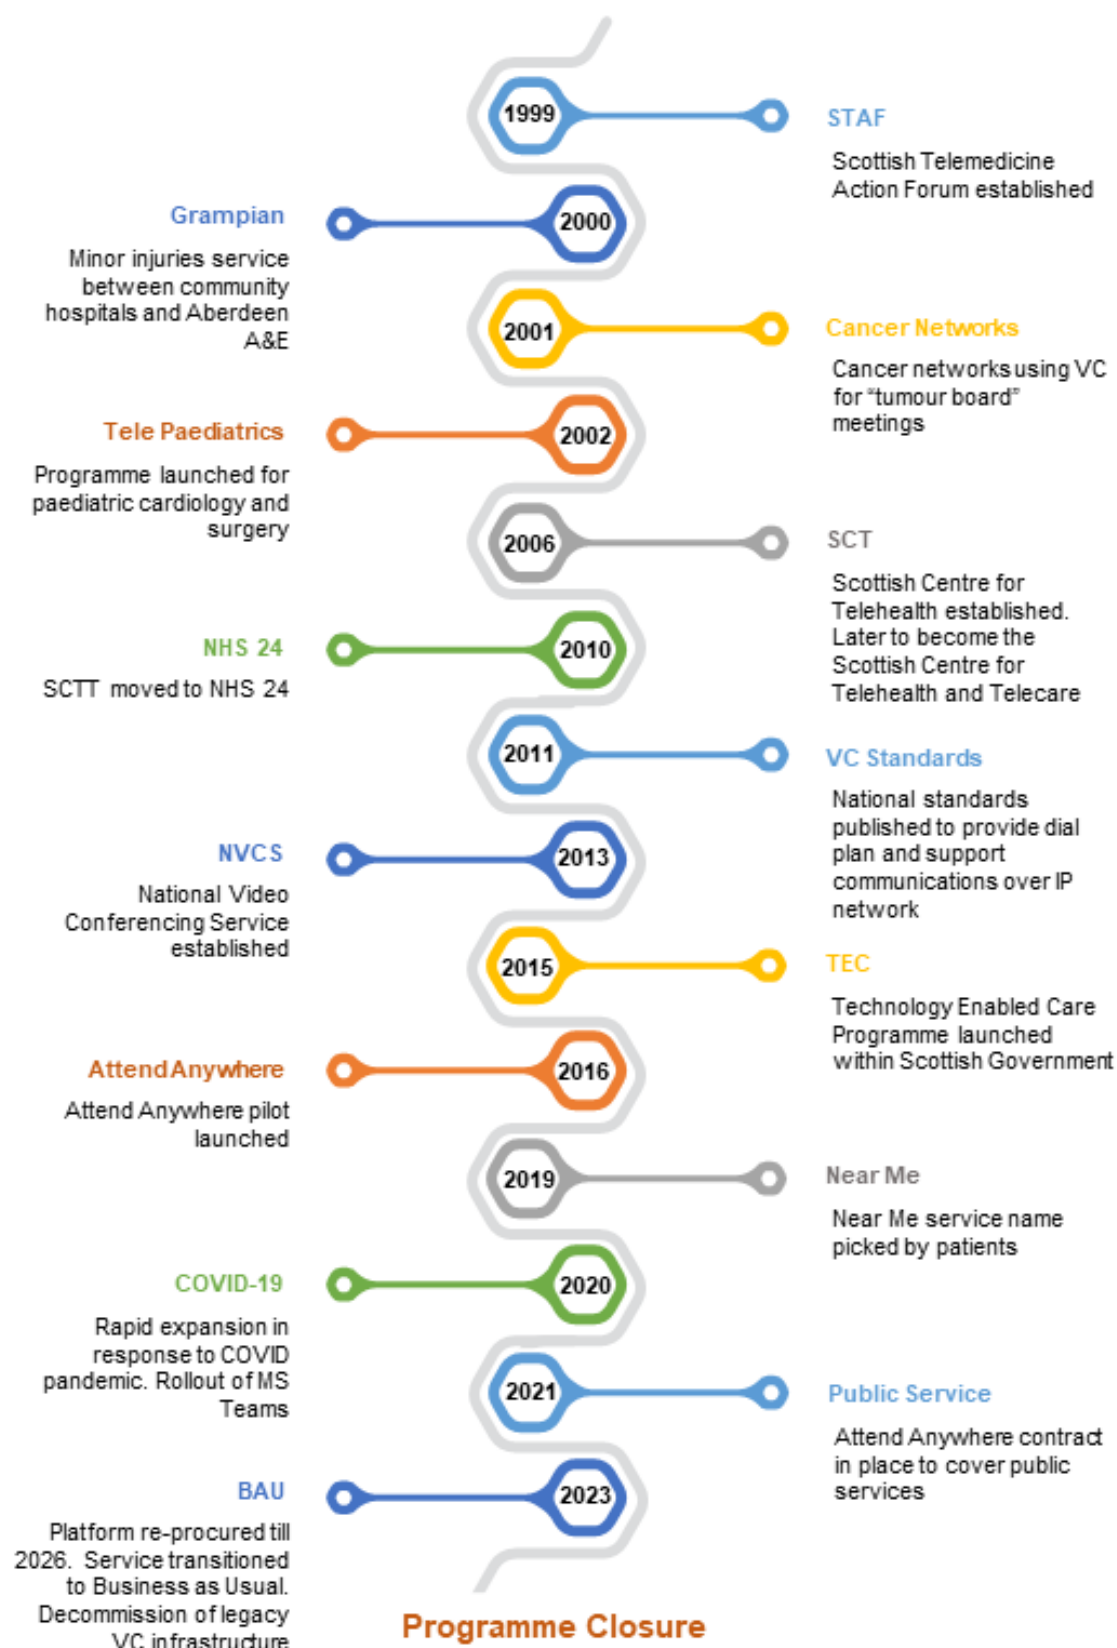 1999
STAF
Scottish Telemedicine
Action Forum established
Grampian
2000
Minor injuries service
between community
hospitals and Aberdeen
A&E
2001
Cancer Networks
Cancer networks using VC
for “tumour board”
meetings
Tele Paediatrics
2002
Programme launched for
paediatric cardiology and
surgery
2006
SCT
Scottish Centre for
Telehealth established.
Later to become the
Scottish Centre for
Telehealth and Telecare
NHS 24
2010
SCTT moved to NHS 24
2011
VC Standards
National standards
published to provide dial
plan and support
communications over IP
network
NVCS
2013
National Video
Conferencing Service
established
2015
TEC
Technology Enabled Care
Programme launched
within Scottish Government
Attend Anywhere
2016
Attend Anywhere pilot
launched
2019
Near Me
Near Me service name
picked by patients
COVID-19
2020
Rapid expansion in
response to COVID
pandemic. Rollout of MS
Teams
2021
Public Service
Attend Anywhere contract
in place to cover public
services
BAU
2023
Platform re-procured till
2026. Service transitioned
to Business as Usual.
Decommission of legacy
VC infrastructure
Programme Closure